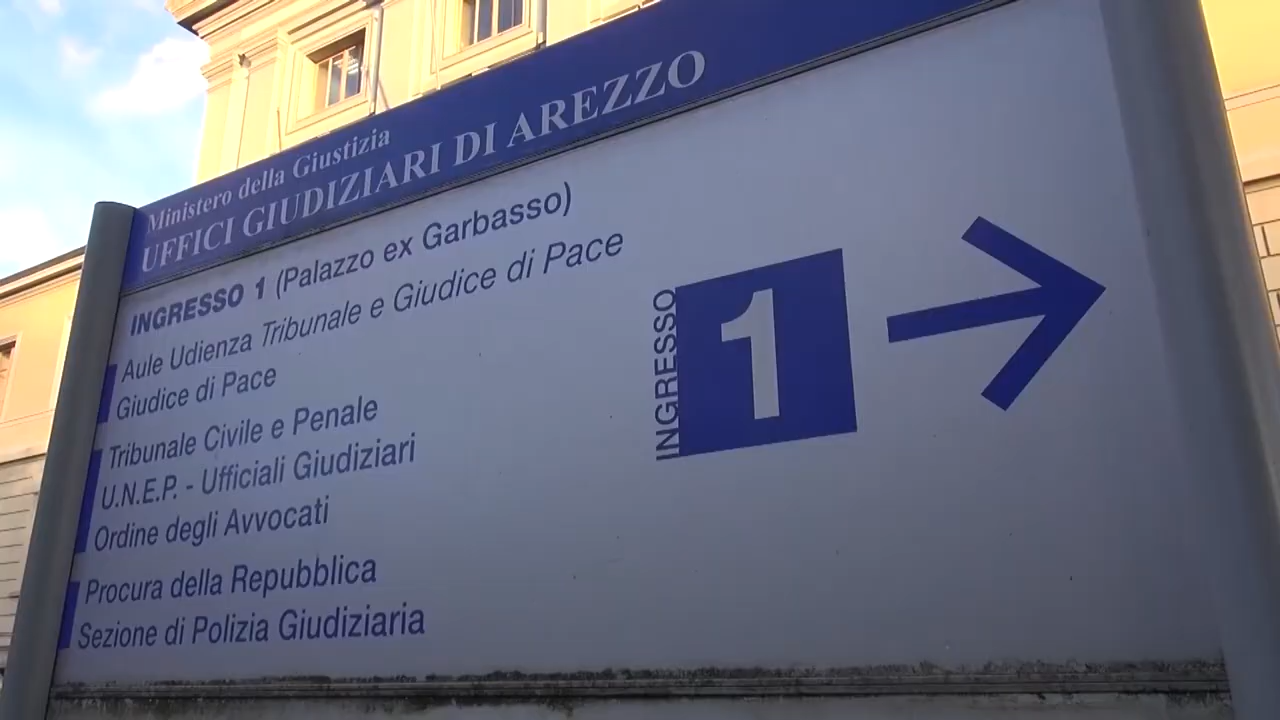 Ministero della Giustizia
UFFICI GIUDIZIARI DI AREZZO
INGRESSO 1 (Palazzo ex Garbasso)
Aule Udienza Tribunale e Giudice di Pace
Giudice di Pace
Tribunale Civile e Penale
U.N.E.P. - Ufficiali Giudiziari
Ordine degli Avvocati
Procura della Repubblica
Sezione di Polizia Giudiziaria
INGRESSO
1